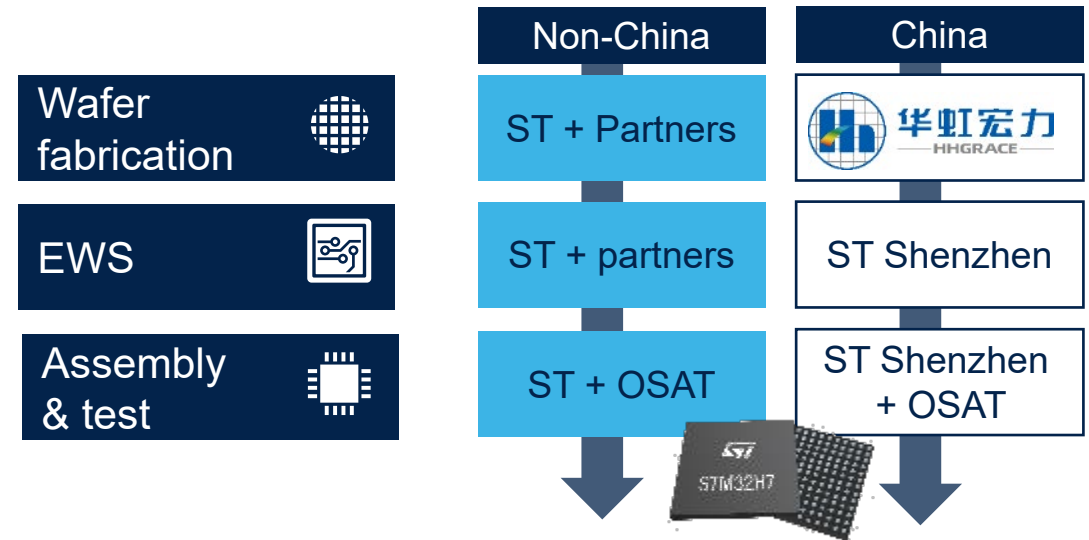 Non-China
China
Wafer
fabrication
ST + Partners
华虹宏力
HHGRACE
EWS
ST + partners
ST Shenzhen
Assembly
& test
ST + OSAT
ST Shenzhen
+ OSAT
ST
STM32H7